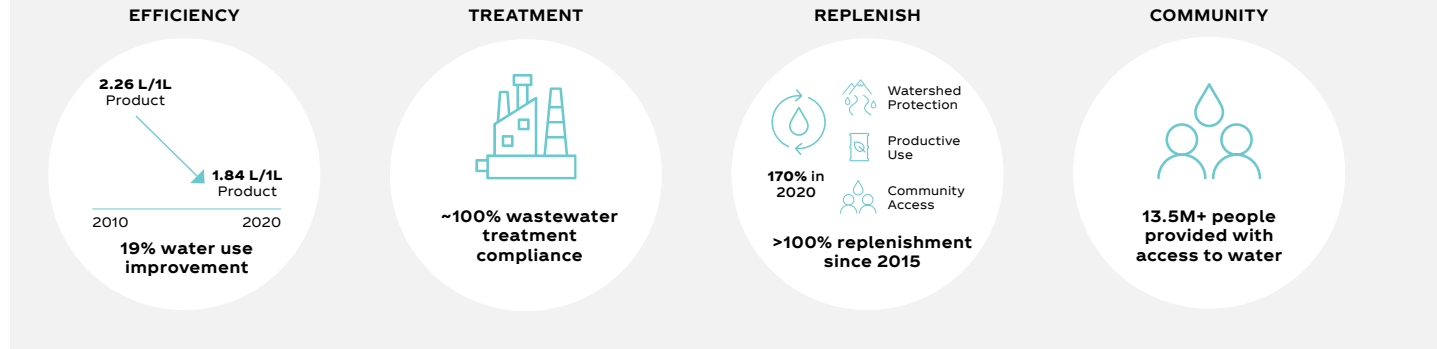 EFFICIENCY
2.26 L/1L
Product
1.84 L/1L
Product
2010 2020
19% water use
improvement
TREATMENT
~100% wastewater
treatment
compliance
REPLENISH
170% in
2020
Watershed
Protection
Productive
Use
Community
Access
>100% replenishment
since 2015
COMMUNITY
13.5M+ people
provided with
access to water